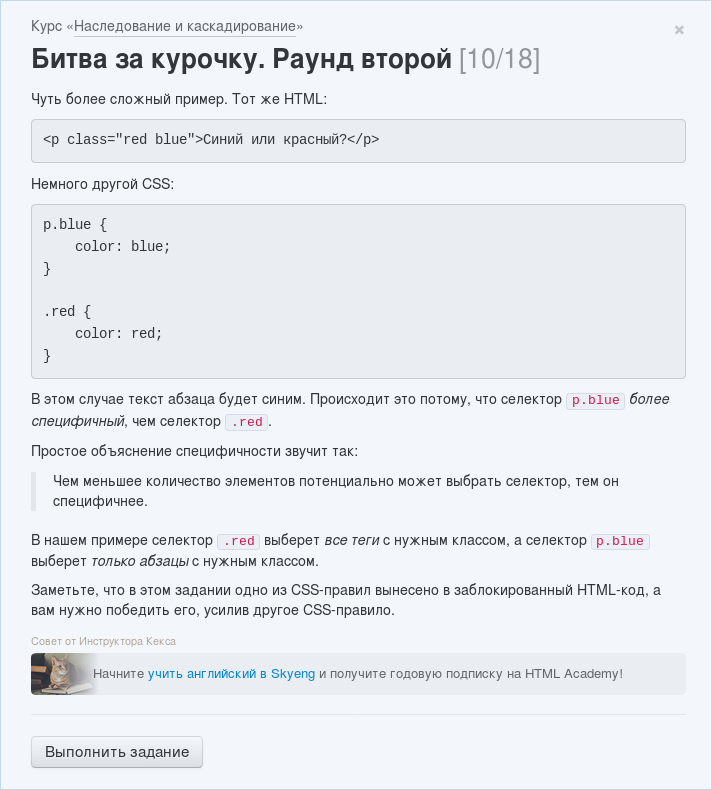 Курс «Наследование и каскадирование»
Битва за курочку. Раунд второй [10/18]
Чуть более сложный пример. Тот же HTML:
<p class="red blue">Синий или красный?</p>
Немного другой CSS:
p.blue {
    color: blue;
}
.red {
    color: red;
}
В этом случае текст абзаца будет синим. Происходит это потому, что селектор p.blue более
специфичный, чем селектор .red.
Простое объяснение специфичности звучит так:
Чем меньшее количество элементов потенциально может выбрать селектор, тем он
специфичнее.
В нашем примере селектор .red выберет все теги с нужным классом, а селектор p.blue
выберет только абзацы с нужным классом.
Заметьте, что в этом задании одно из CSS-правил вынесено в заблокированный HTML-код, а
вам нужно победить его, усилив другое CSS-правило.
Совет от Инструктора Кекса
Начните учить английский в Skyeng и получите годовую подписку на HTML Academy!
Выполнить задание